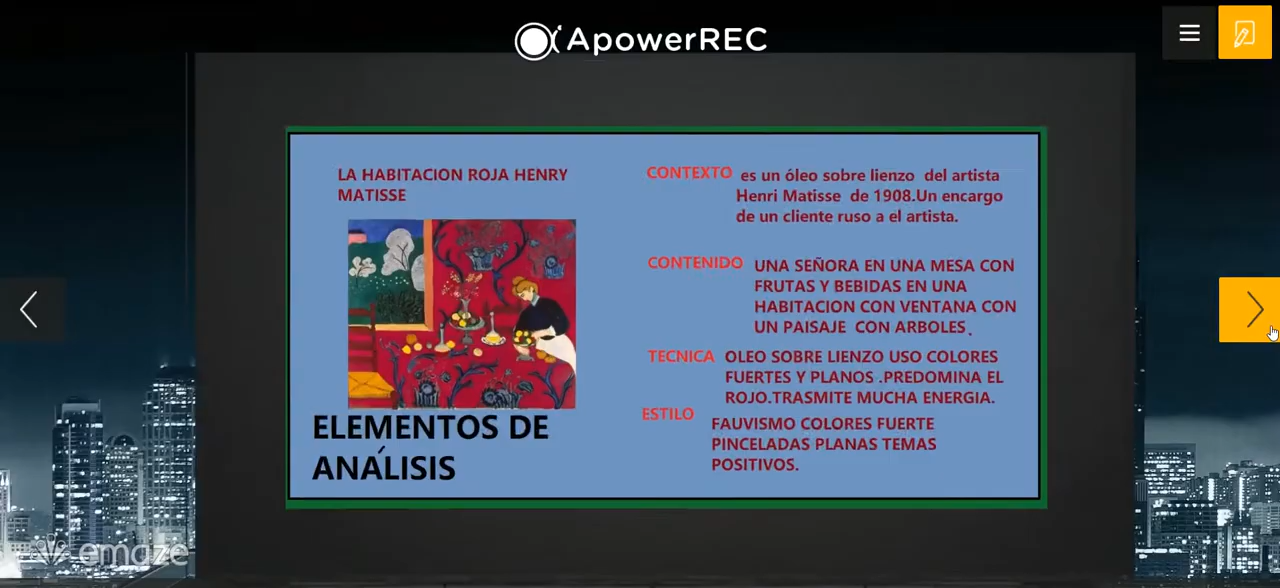 ApowerREC
LA HABITACION ROJA HENRY
MATISSE
ELEMENTOS DE
ANÁLISIS
CONTEXTO es un óleo sobre lienzo del artista
Henri Matisse de 1908.Un encargo
de un cliente ruso a el artista.
CONTENIDO UNA SEÑORA EN UNA MESA CON
FRUTAS Y BEBIDAS EN UNA
HABITACION CON VENTANA CON
UN PAISAJE CON ARBOLES.
TECNICA OLEO SOBRE LIENZO USO COLORES
FUERTES Y PLANOS .PREDOMINA EL
ROJO.TRASMITE MUCHA ENERGIA.
ESTILO FAUVISMO COLORES FUERTE
PINCELADAS PLANAS TEMAS
POSITIVOS.
emaze